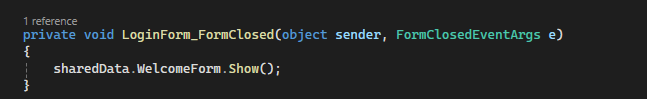 1 reference
private void LoginForm_FormClosed(object sender, FormClosedEventArgs e)
{
sharedData.WelcomeForm.Show();
}